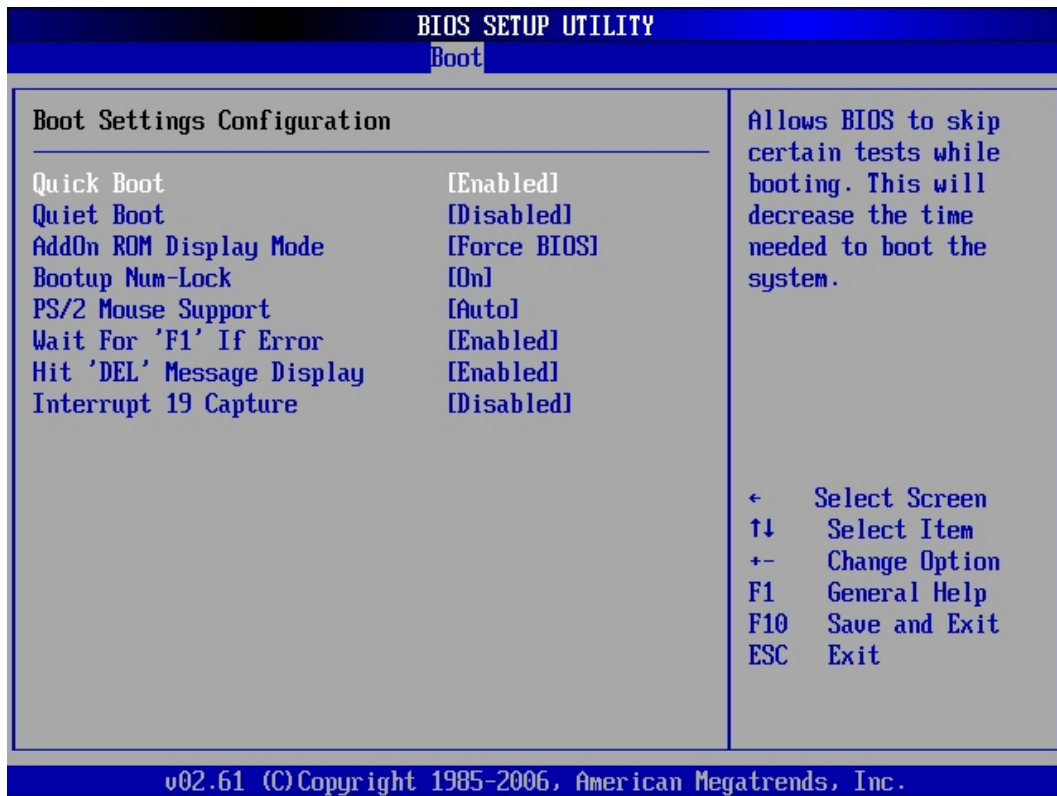 BIOS SETUP UTILITY
Boot
Boot Settings Configuration
Quick Boot [Enabled]
Quiet Boot [Disabled]
AddOn ROM Display Mode [Force BIOS]
Bootup Num-Lock [On]
PS/2 Mouse Support [Auto]
Wait For 'F1' If Error [Enabled]
Hit 'DEL' Message Display [Enabled]
Interrupt 19 Capture [Disabled]
Allows BIOS to skip
certain tests while
booting. This will
decrease the time
needed to boot the
system.
← Select Screen
↑↓ Select Item
+- Change Option
F1 General Help
F10 Save and Exit
ESC Exit
v02.61 (C)Copyright 1985-2006, American Megatrends, Inc.